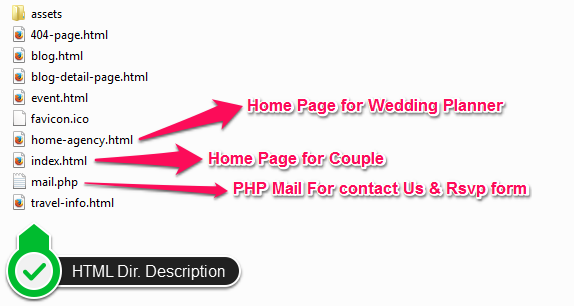 assets
404-page.html
blog.html
blog-detail-page.html
event.html
favicon.ico
home-agency.html
Home Page for Wedding Planner
index.html
Home Page for Couple
mail.php
PHP Mail For contact Us & Rsvp form
travel-info.html
HTML Dir. Description